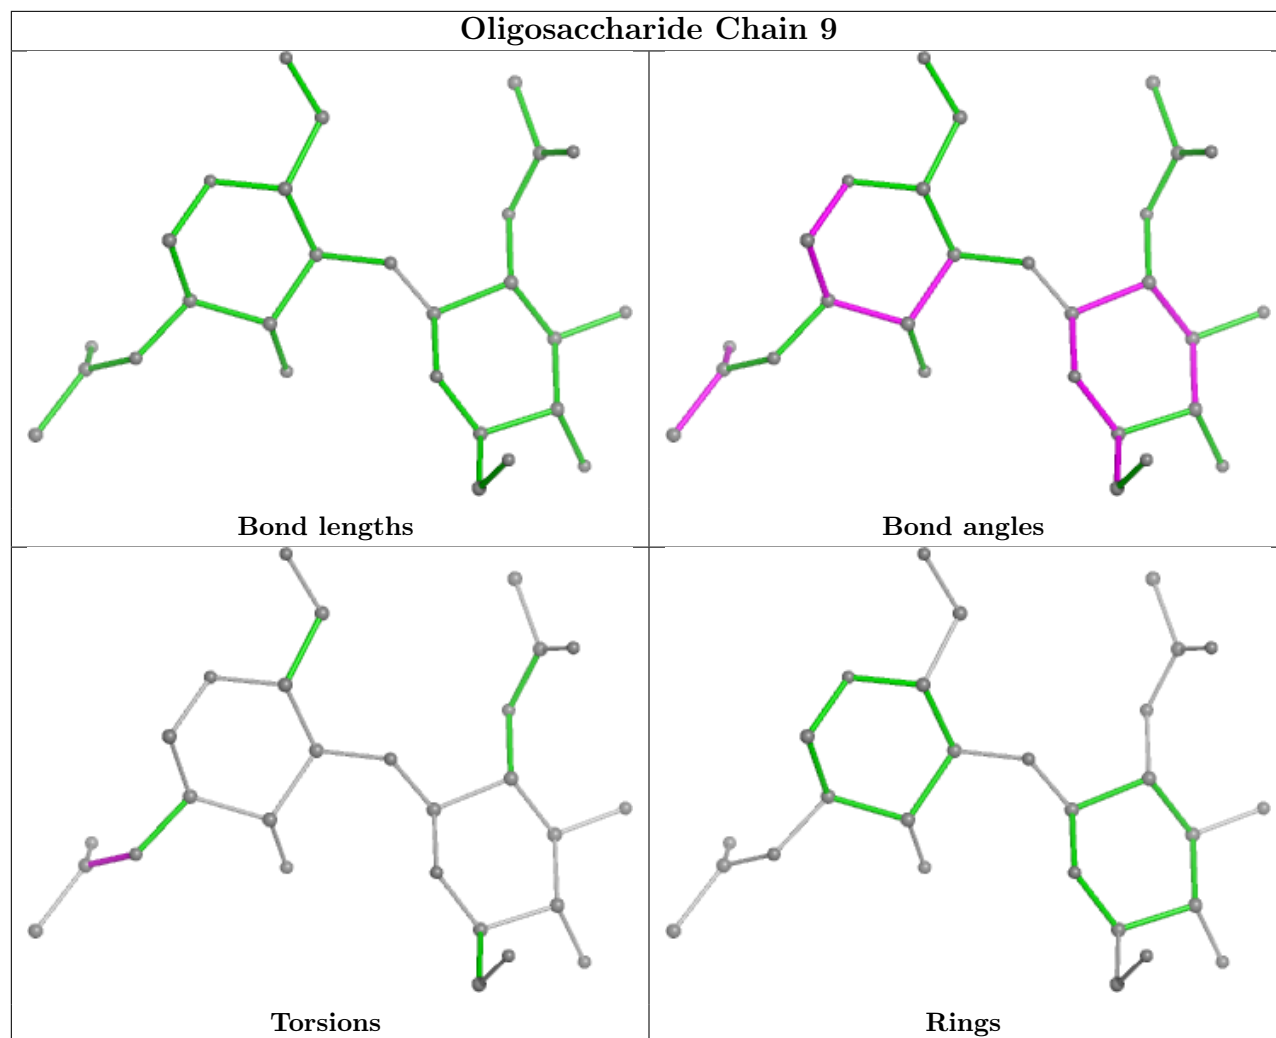 Oligosaccharide Chain 9
Bond lengths
Bond angles
Torsions
Rings